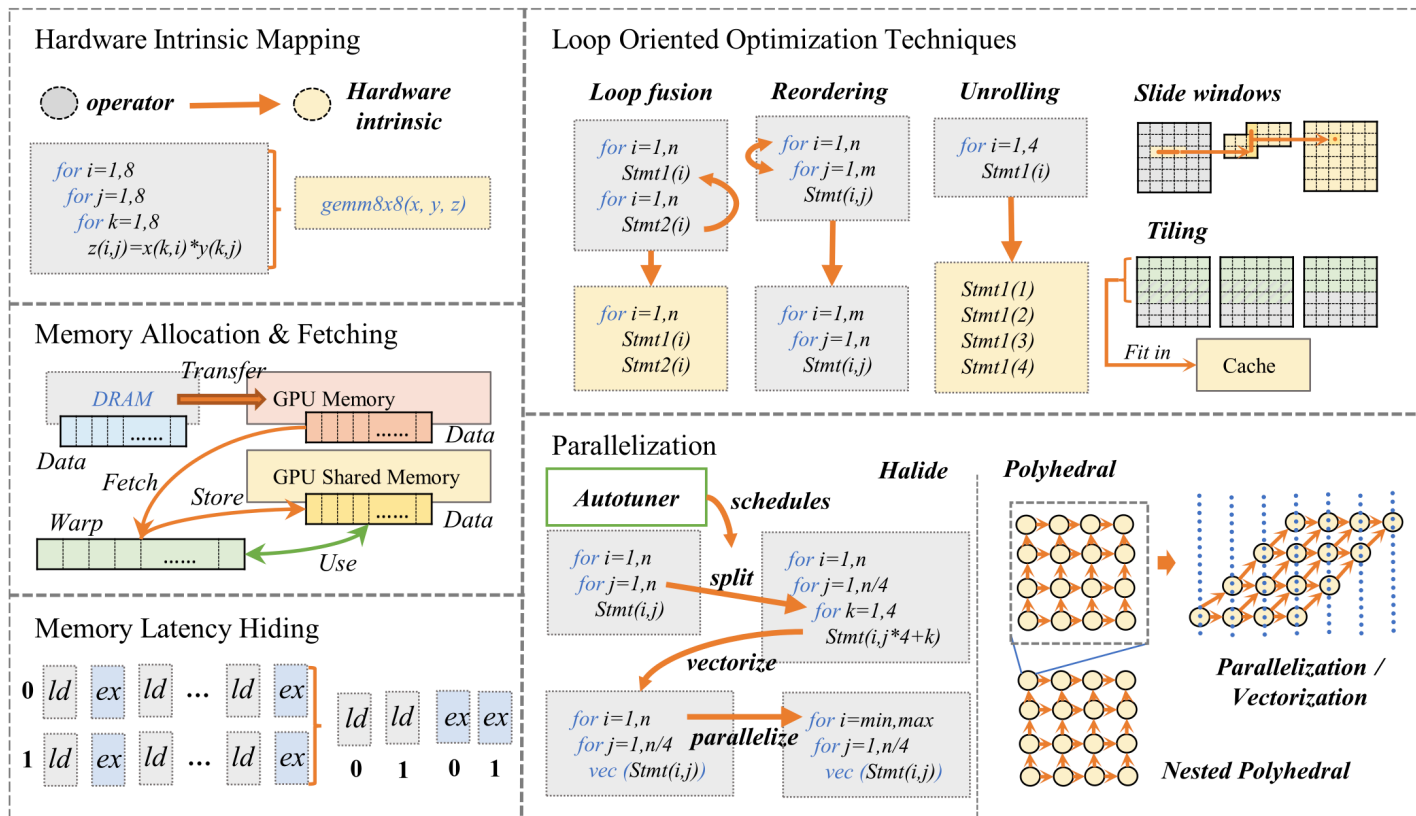 Hardware Intrinsic Mapping
operator
Hardware
intrinsic
for i=1,8
for j=1,8
for k=1,8
z(i,j)=x(k,i)*y(k,j)
gemm8x8(x, y, z)
Memory Allocation & Fetching
Transfer
DRAM
GPU Memory
......
......
Data
Data
Fetch
GPU Shared Memory
Store
......
Data
Warp
......
Use
Memory Latency Hiding
0 ld ex ld ... ld ex
1 ld ex ld ... ld ex
ld ld ex ex
0 1 0 1
Loop Oriented Optimization Techniques
Loop fusion
for i=1,n
Stmt1(i)
for i=1,n
Stmt2(i)
for i=1,n
Stmt1(i)
Stmt2(i)
Reordering
for i=1,n
for j=1,m
Stmt(i,j)
for i=1,m
for j=1,n
Stmt(i,j)
Unrolling
for i=1,4
Stmt1(i)
Stmt1(1)
Stmt1(2)
Stmt1(3)
Stmt1(4)
Slide windows
Tiling
Fit in
Cache
Parallelization
Halide
Autotuner
schedules
for i=1,n
for j=1,n
Stmt(i,j)
split
for i=1,n
for j=1,n/4
for k=1,4
Stmt(i,j*4+k)
vectorize
for i=1,n
for j=1,n/4
vec (Stmt(i,j))
parallelize
for i=min,max
for j=1,n/4
vec (Stmt(i,j))
Polyhedral
Parallelization /
Vectorization
Nested Polyhedral